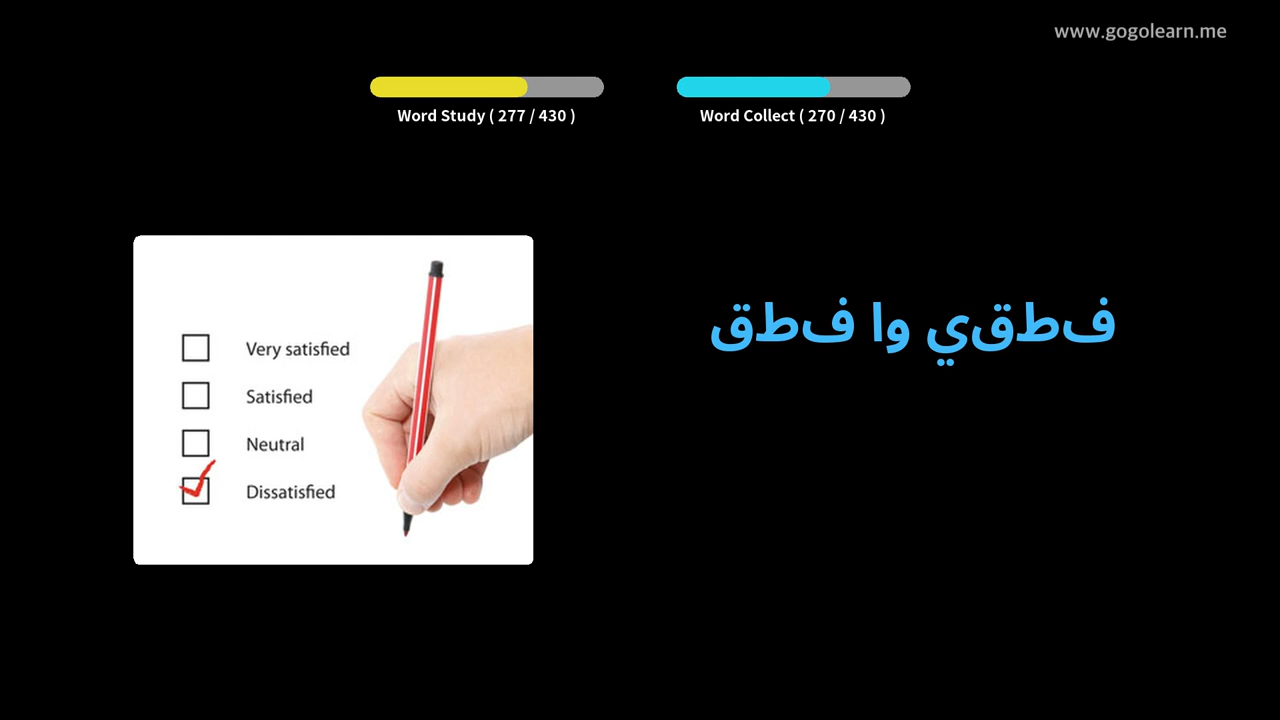 www.gogolearn.me
Word Study ( 277 / 430 )
Word Collect ( 270 / 430 )
Very satisfied
Satisfied
Neutral
Dissatisfied
فطقي وا فطق